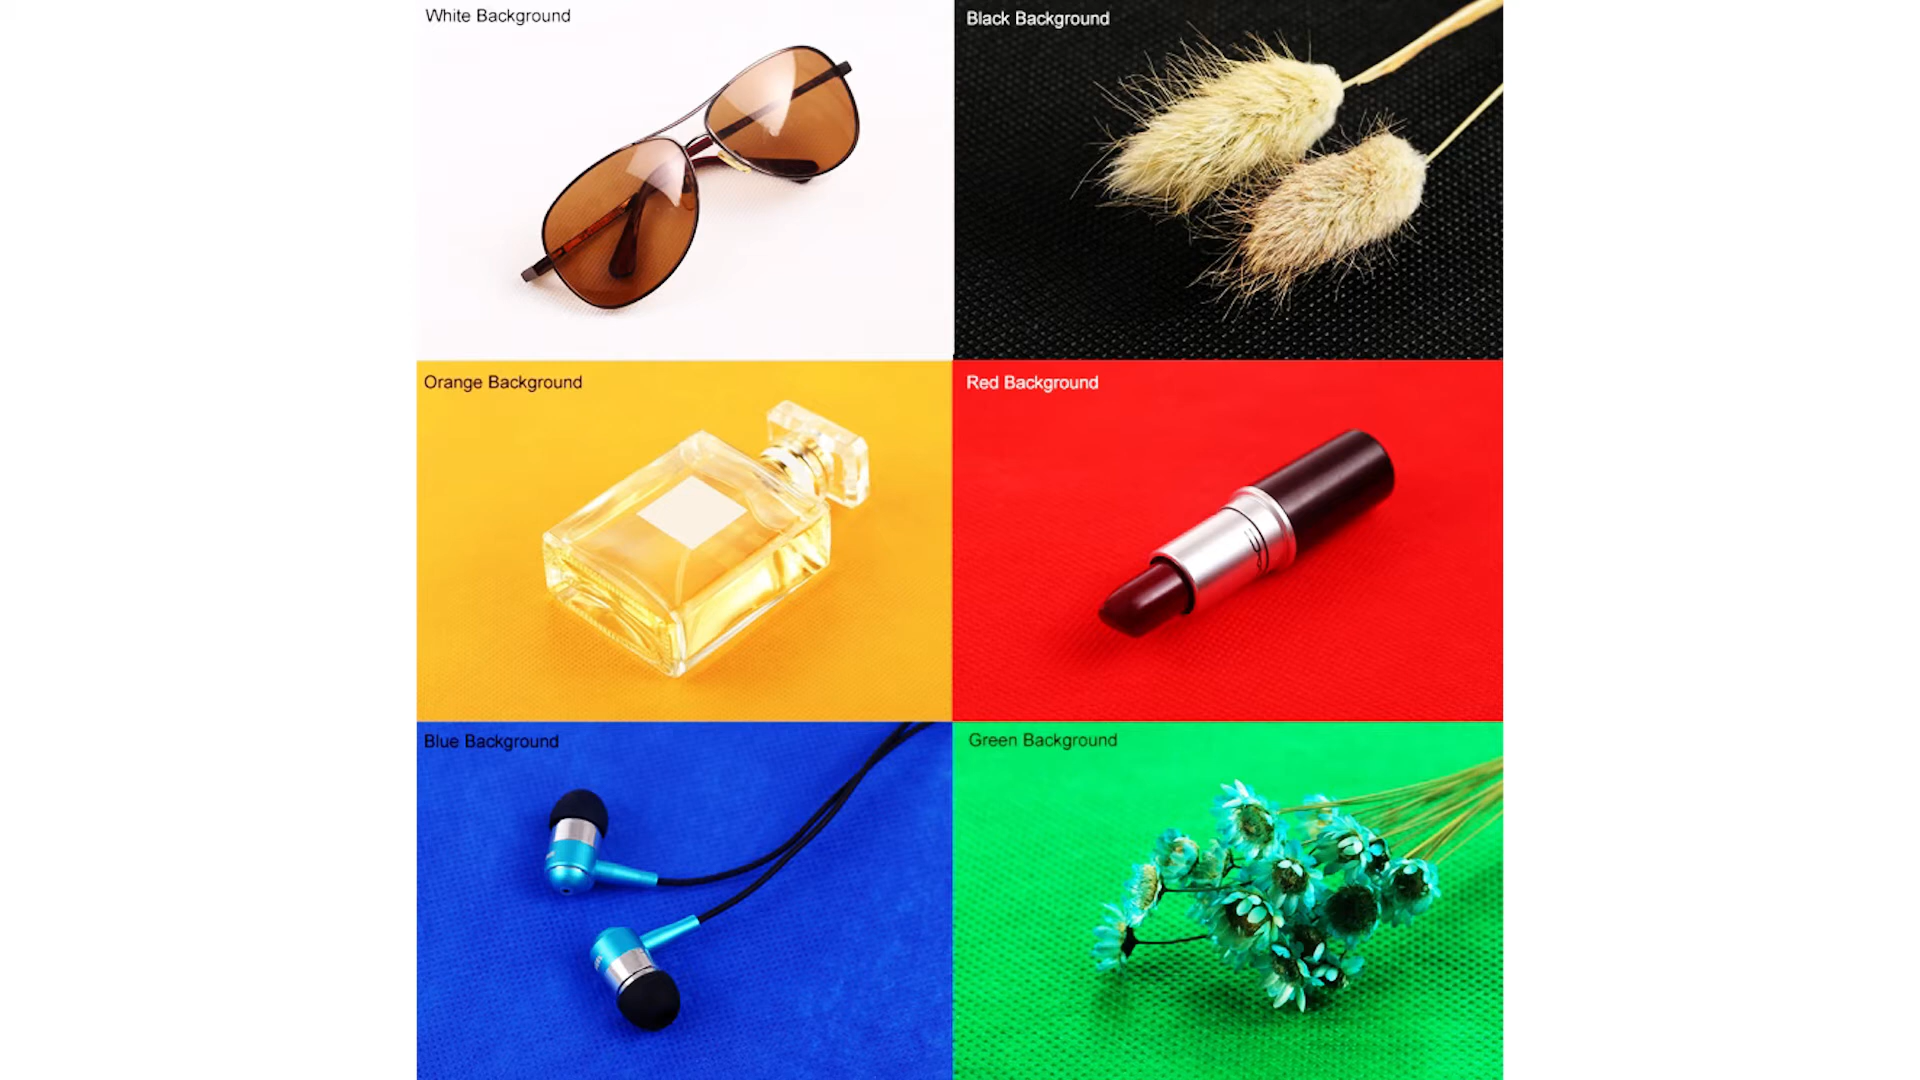 White Background
Black Background
Orange Background
Red Background
Blue Background
Green Background